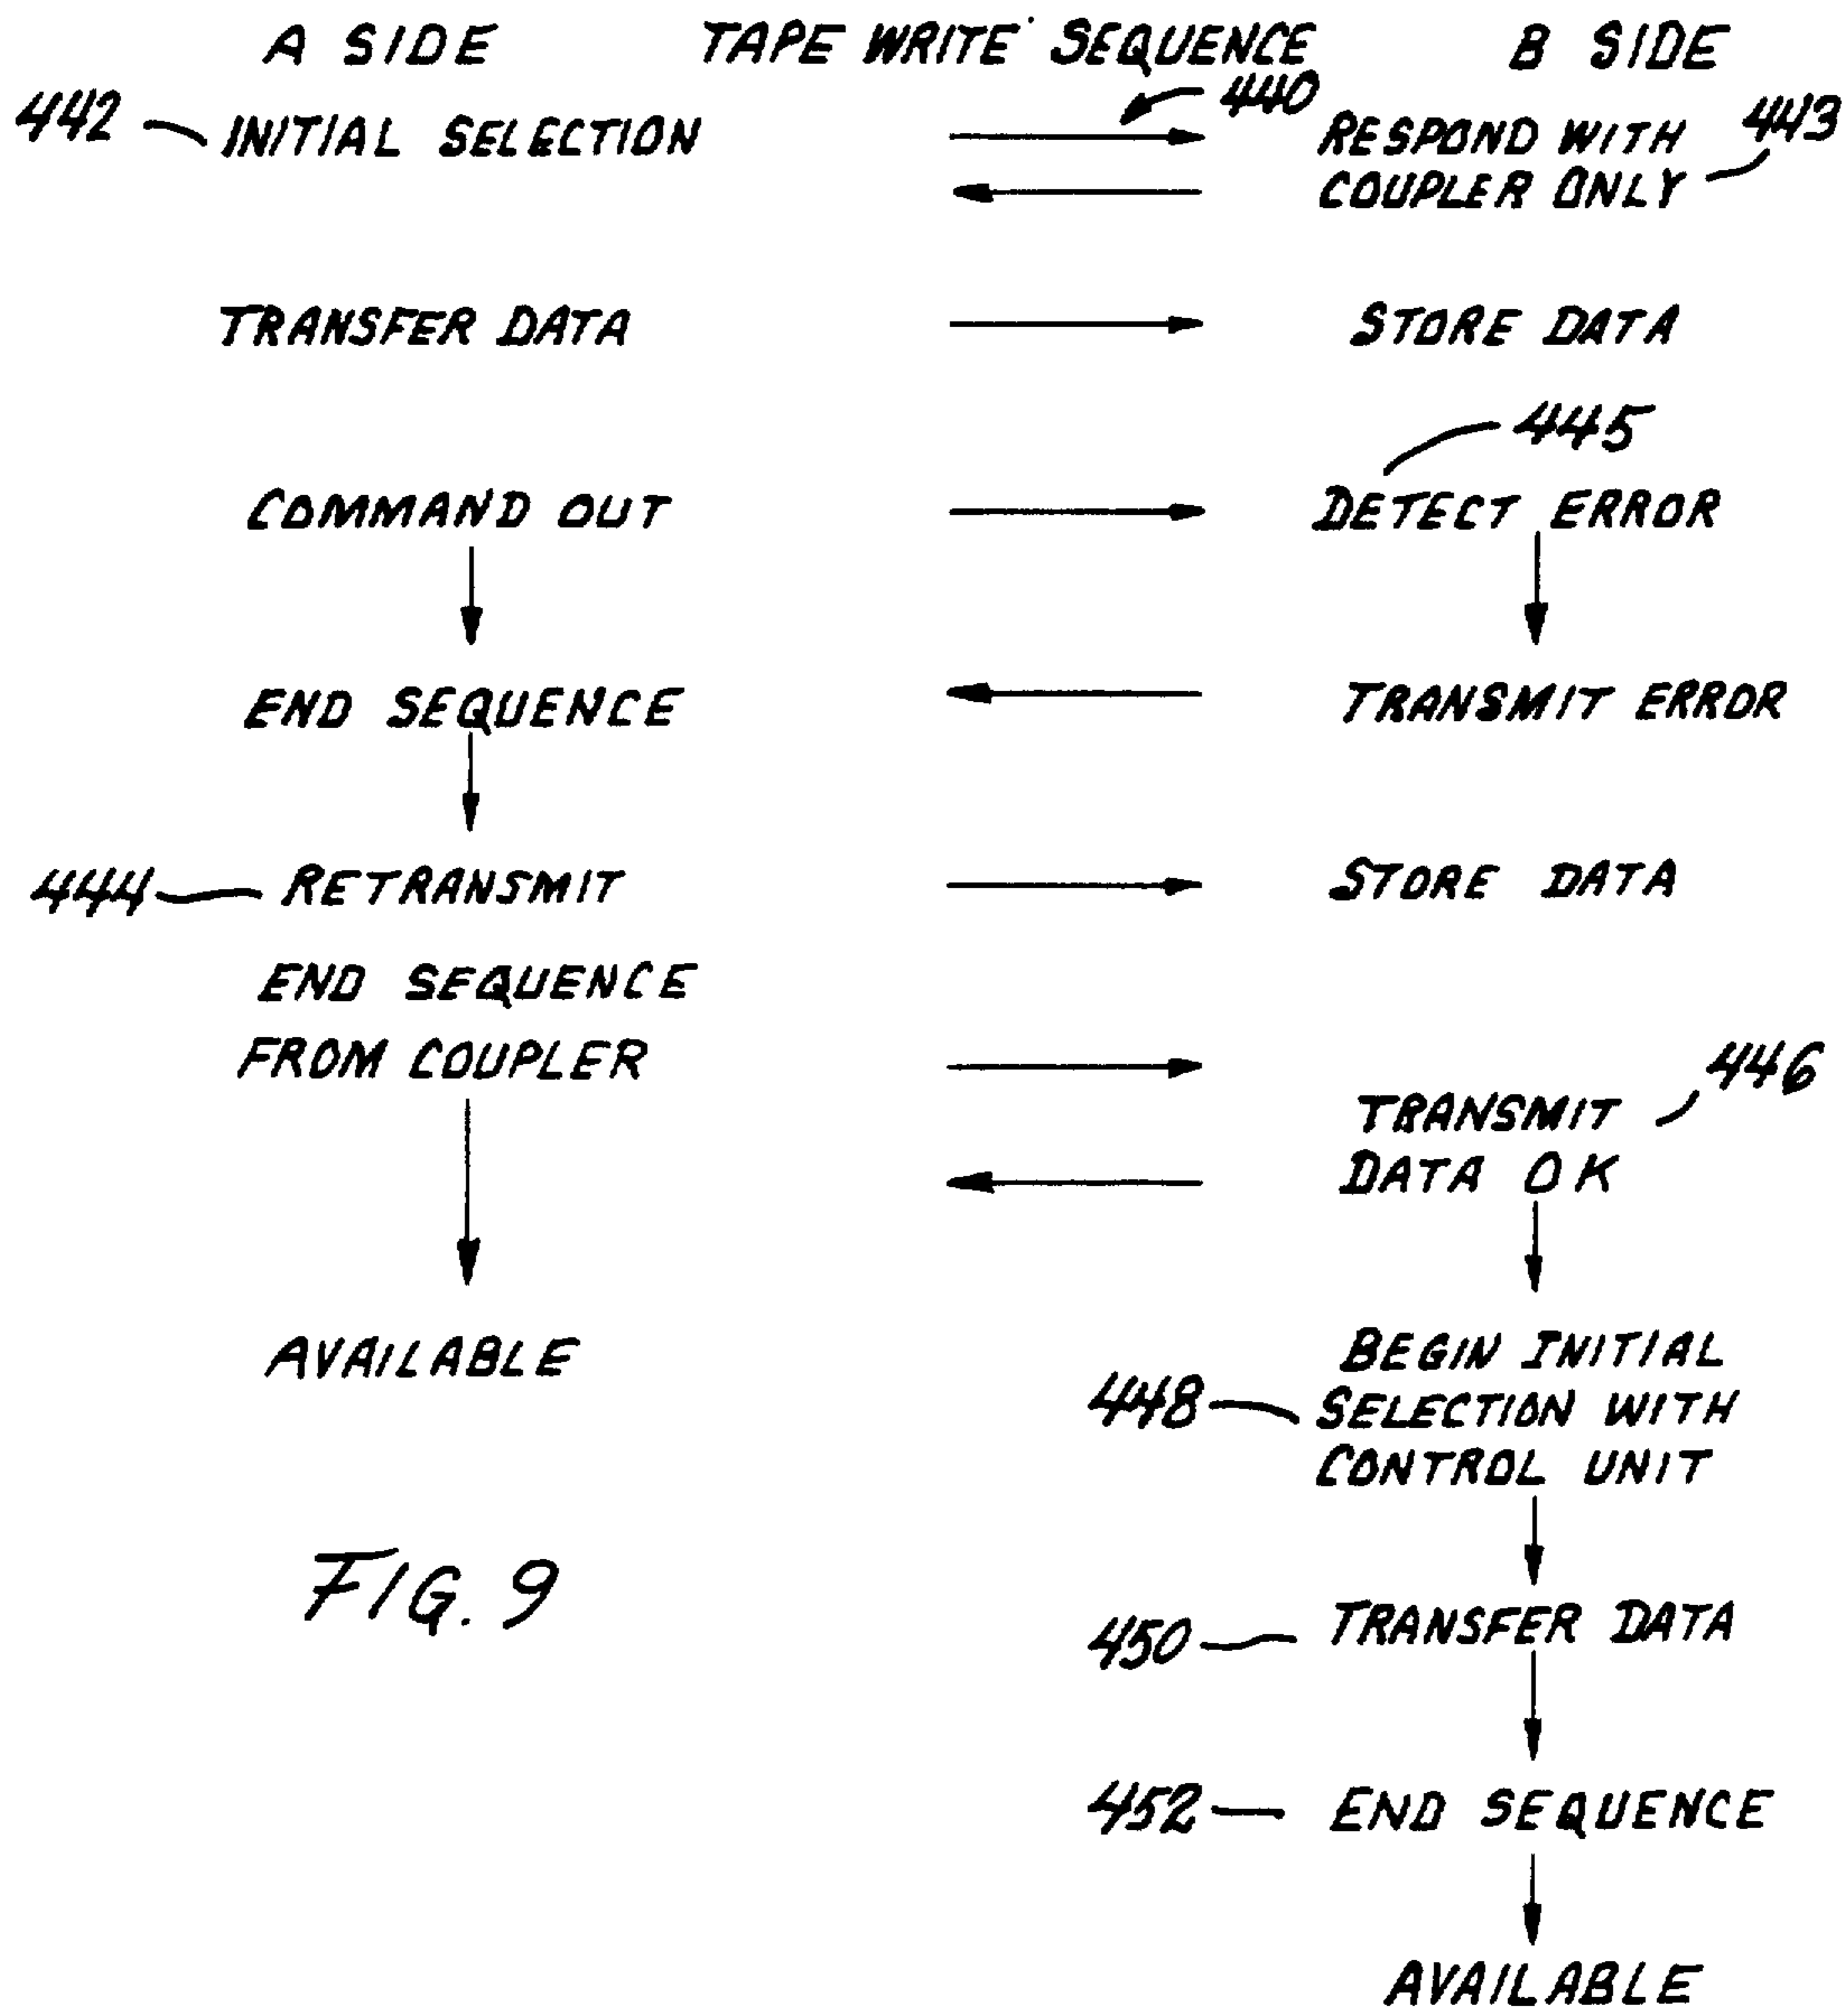 A SIDE
TAPE WRITE SEQUENCE
B SIDE
440
442
INITIAL SELECTION
RESPOND WITH
COUPLER ONLY
443
TRANSFER DATA
STORE DATA
445
COMMAND OUT
DETECT ERROR
END SEQUENCE
TRANSMIT ERROR
444
RETRANSMIT
STORE DATA
END SEQUENCE
FROM COUPLER
446
TRANSMIT
DATA OK
AVAILABLE
BEGIN INITIAL
448
SELECTION WITH
CONTROL UNIT
FIG. 9
450
TRANSFER DATA
452
END SEQUENCE
AVAILABLE